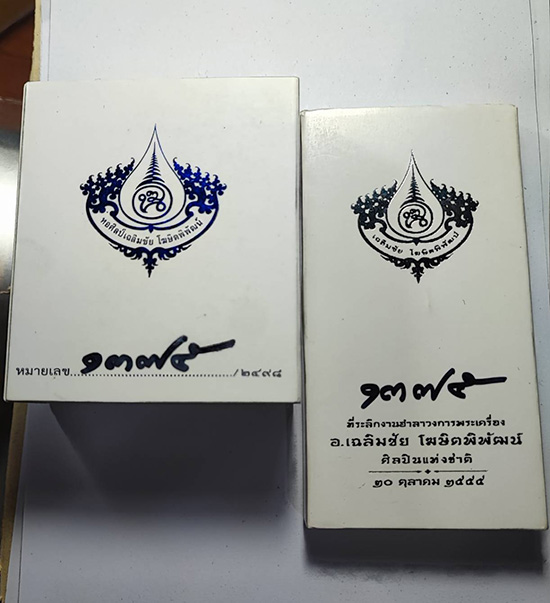 หอศิลป์เฉลิมชัย โฆษิตพิพัฒน์
หมายเลข ๑๓๗๕ /๒๔๙๘
เฉลิมชัย โฆษิตพิพัฒน์
๑๓๗๕
ที่ระลึกงานฮาลาวงการพระเครื่อง
อ.เฉลิมชัย โฆษิตพิพัฒน์
ศิลปินแห่งชาติ
๒๐ ตุลาคม ๒๕๕๕